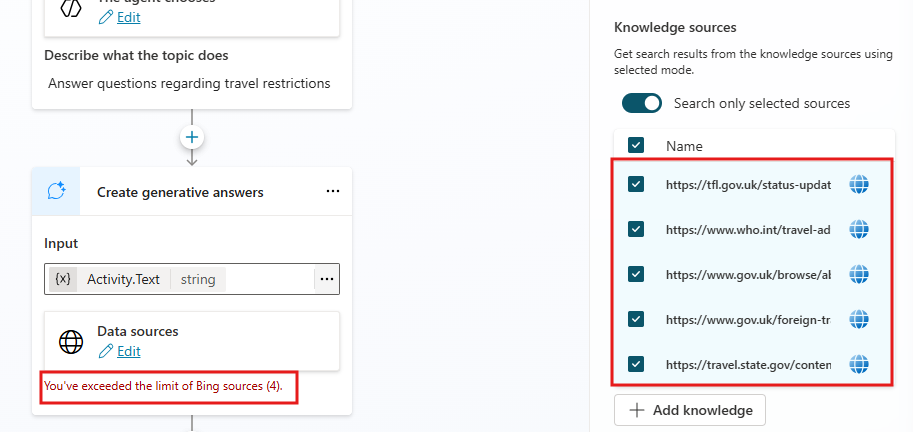 The agent chooses
Edit
Describe what the topic does
Answer questions regarding travel restrictions
Create generative answers
...
Input
{x} Activity.Text string ...
Data sources
Edit
You've exceeded the limit of Bing sources (4).
Knowledge sources
Get search results from the knowledge sources using
selected mode.
Search only selected sources
Name
https://tfl.gov.uk/status-updat
https://www.who.int/travel-ad
https://www.gov.uk/browse/ab
https://www.gov.uk/foreign-tr
https://travel.state.gov/conten
+ Add knowledge